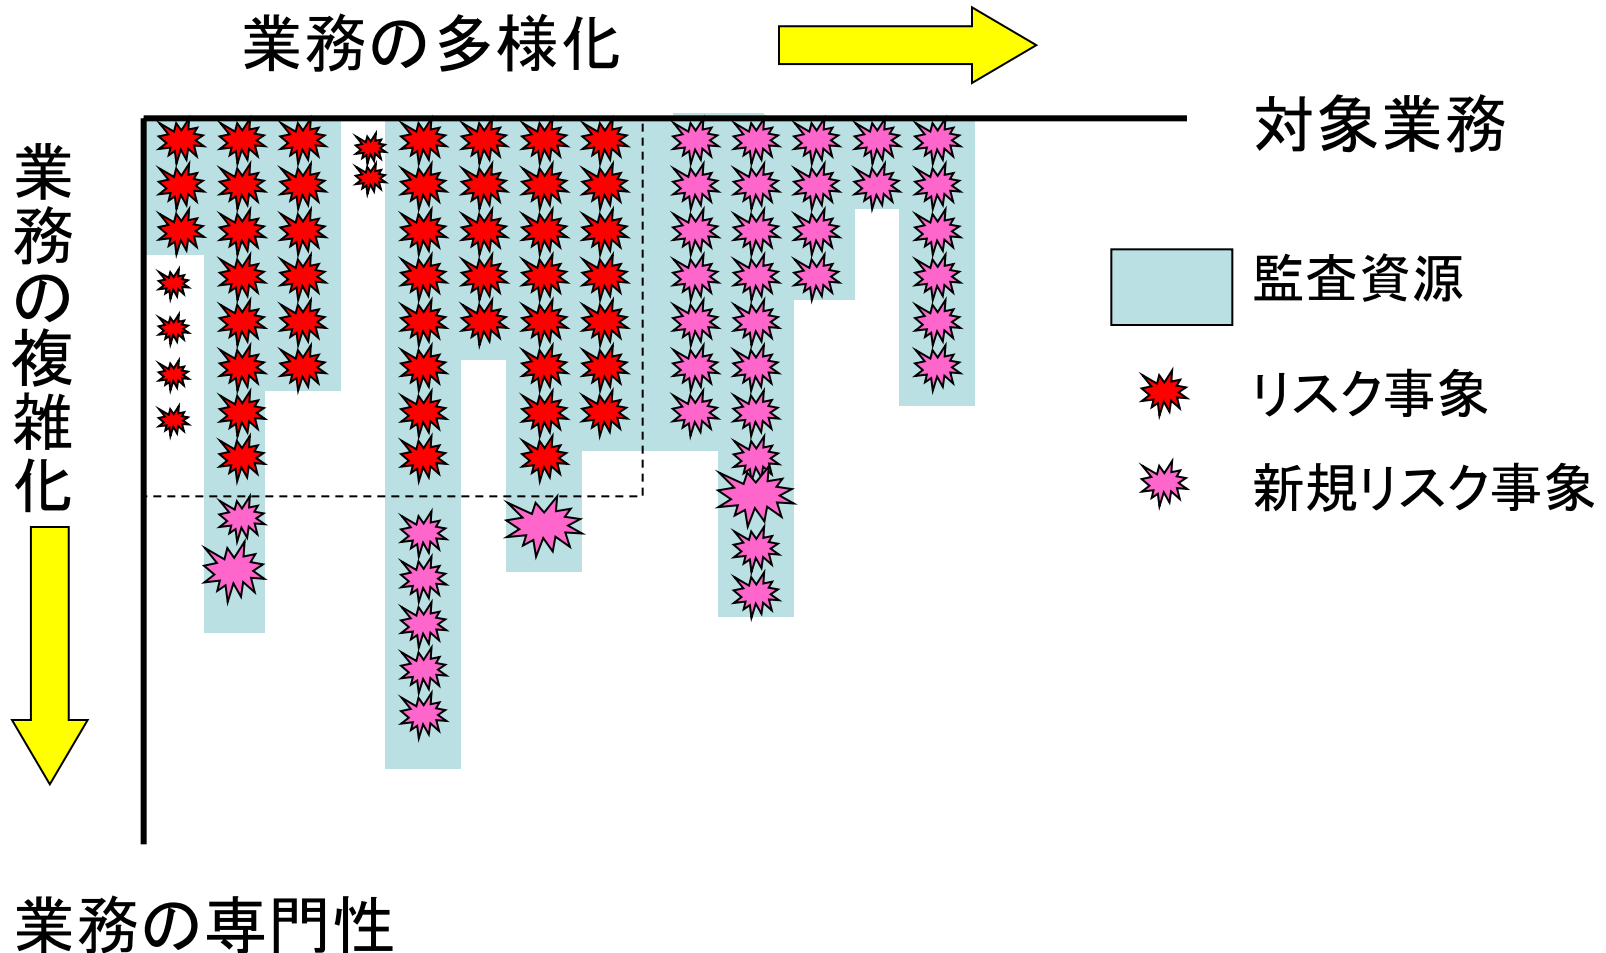 業務の多様化
対象業務
業務の複雑化
監査資源
リスク事象
新規リスク事象
業務の専門性